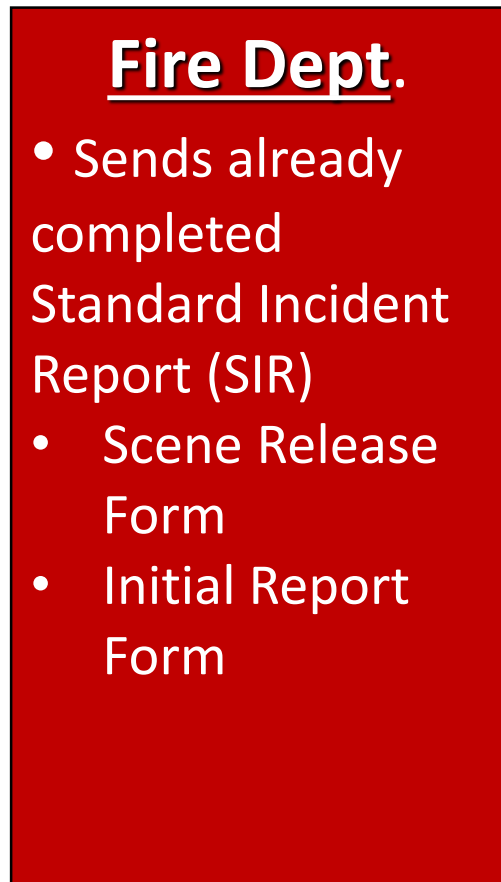 Fire Dept.
• Sends already
completed
Standard Incident
Report (SIR)
• Scene Release
Form
• Initial Report
Form